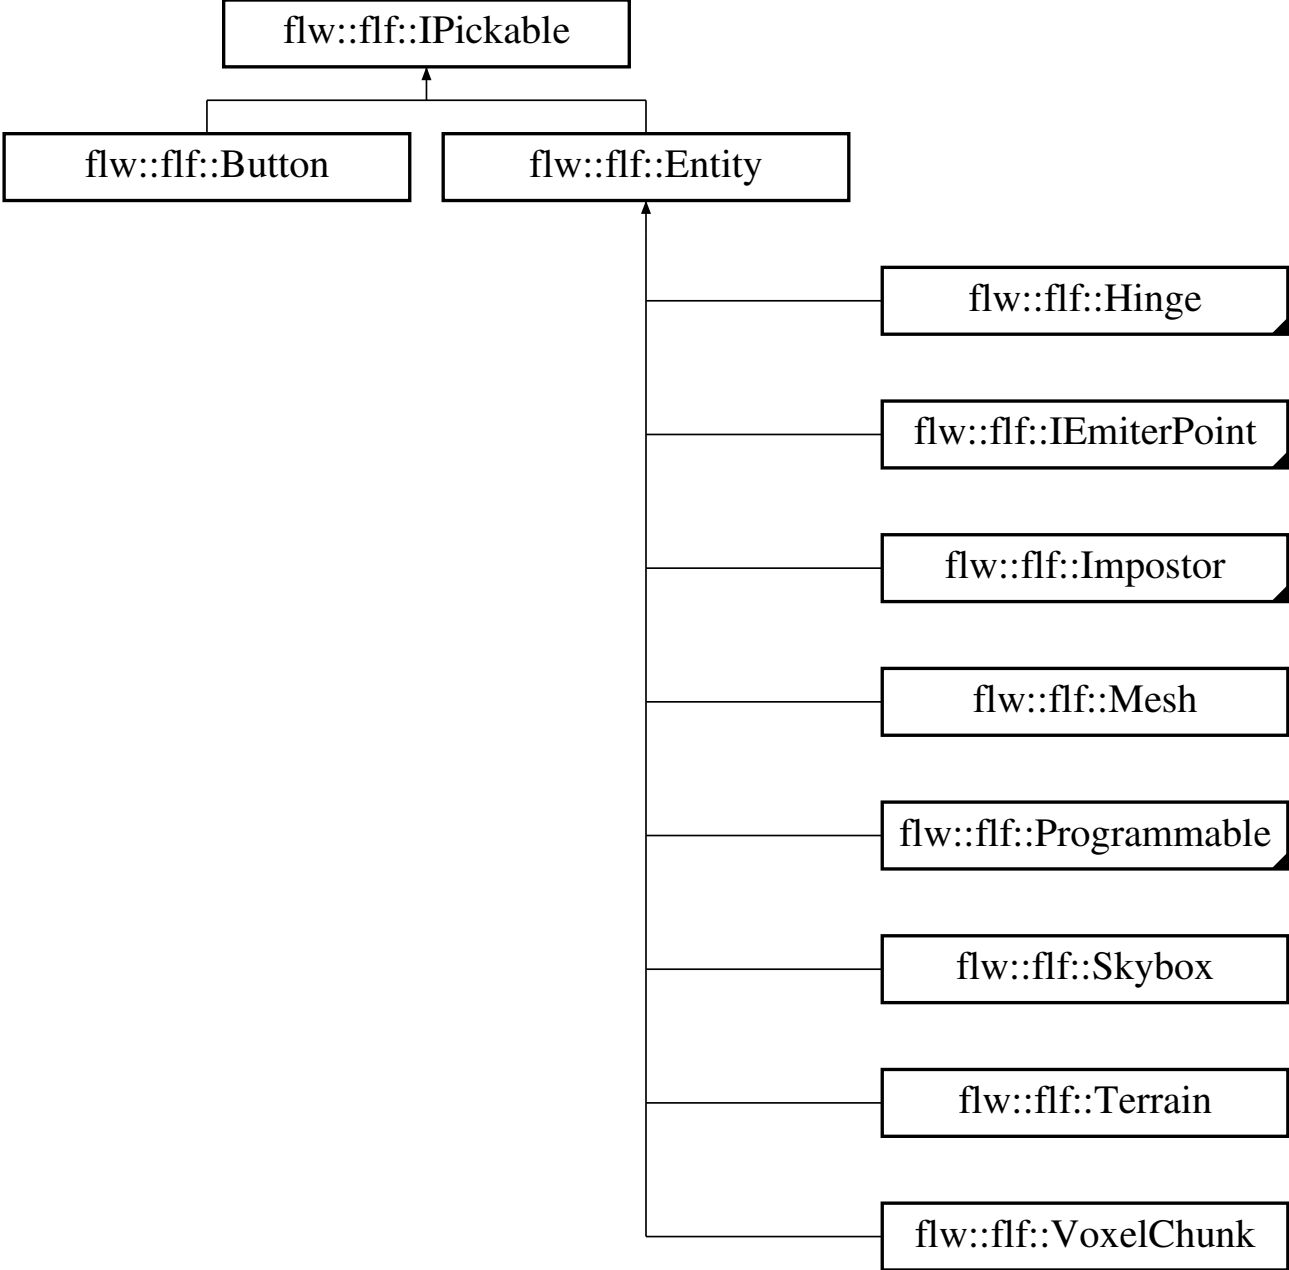 flw::flf::IPickable
flw::flf::Button
flw::flf::Entity
flw::flf::Hinge
flw::flf::IEmiterPoint
flw::flf::Impostor
flw::flf::Mesh
flw::flf::Programmable
flw::flf::Skybox
flw::flf::Terrain
flw::flf::VoxelChunk